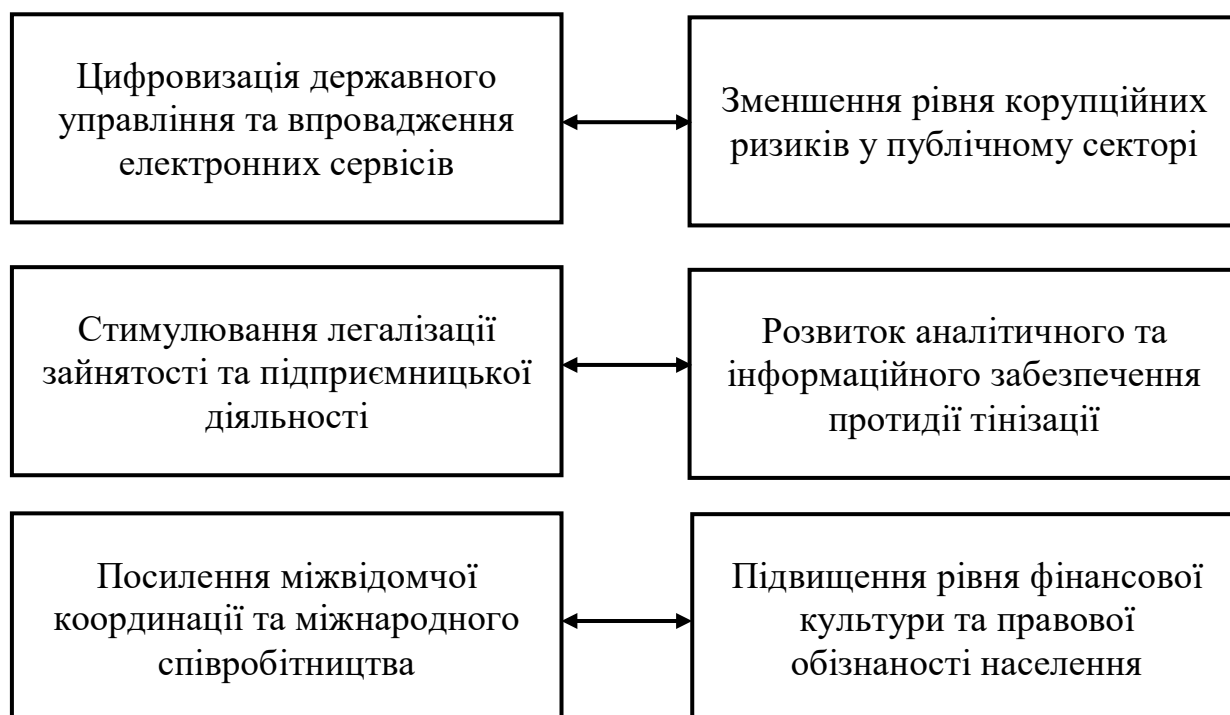 Цифровизація державного
управління та впровадження
електронних сервісів
Зменшення рівня корупційних
ризиків у публічному секторі
Стимулювання легалізації
зайнятості та підприємницької
діяльності
Розвиток аналітичного та
інформаційного забезпечення
протидії тінізації
Посилення міжвідомчої
координації та міжнародного
співробітництва
Підвищення рівня фінансової
культури та правової
обізнаності населення